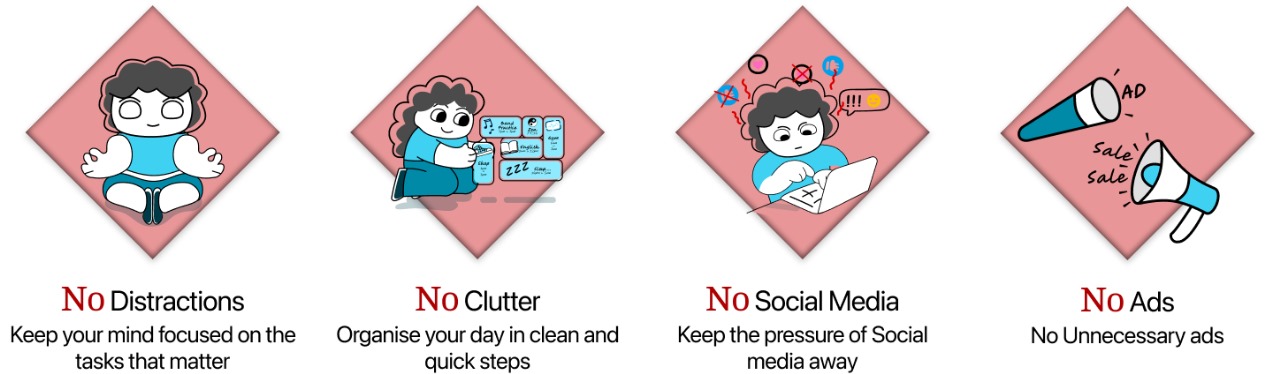 Band
Practice
English
Sleep
ZZZ
Sleep...
!!!
AD
Sale
Sale
No Distractions
Keep your mind focused on the
tasks that matter
No Clutter
Organise your day in clean and
quick steps
No Social Media
Keep the pressure of Social
media away
No Ads
No Unnecessary ads